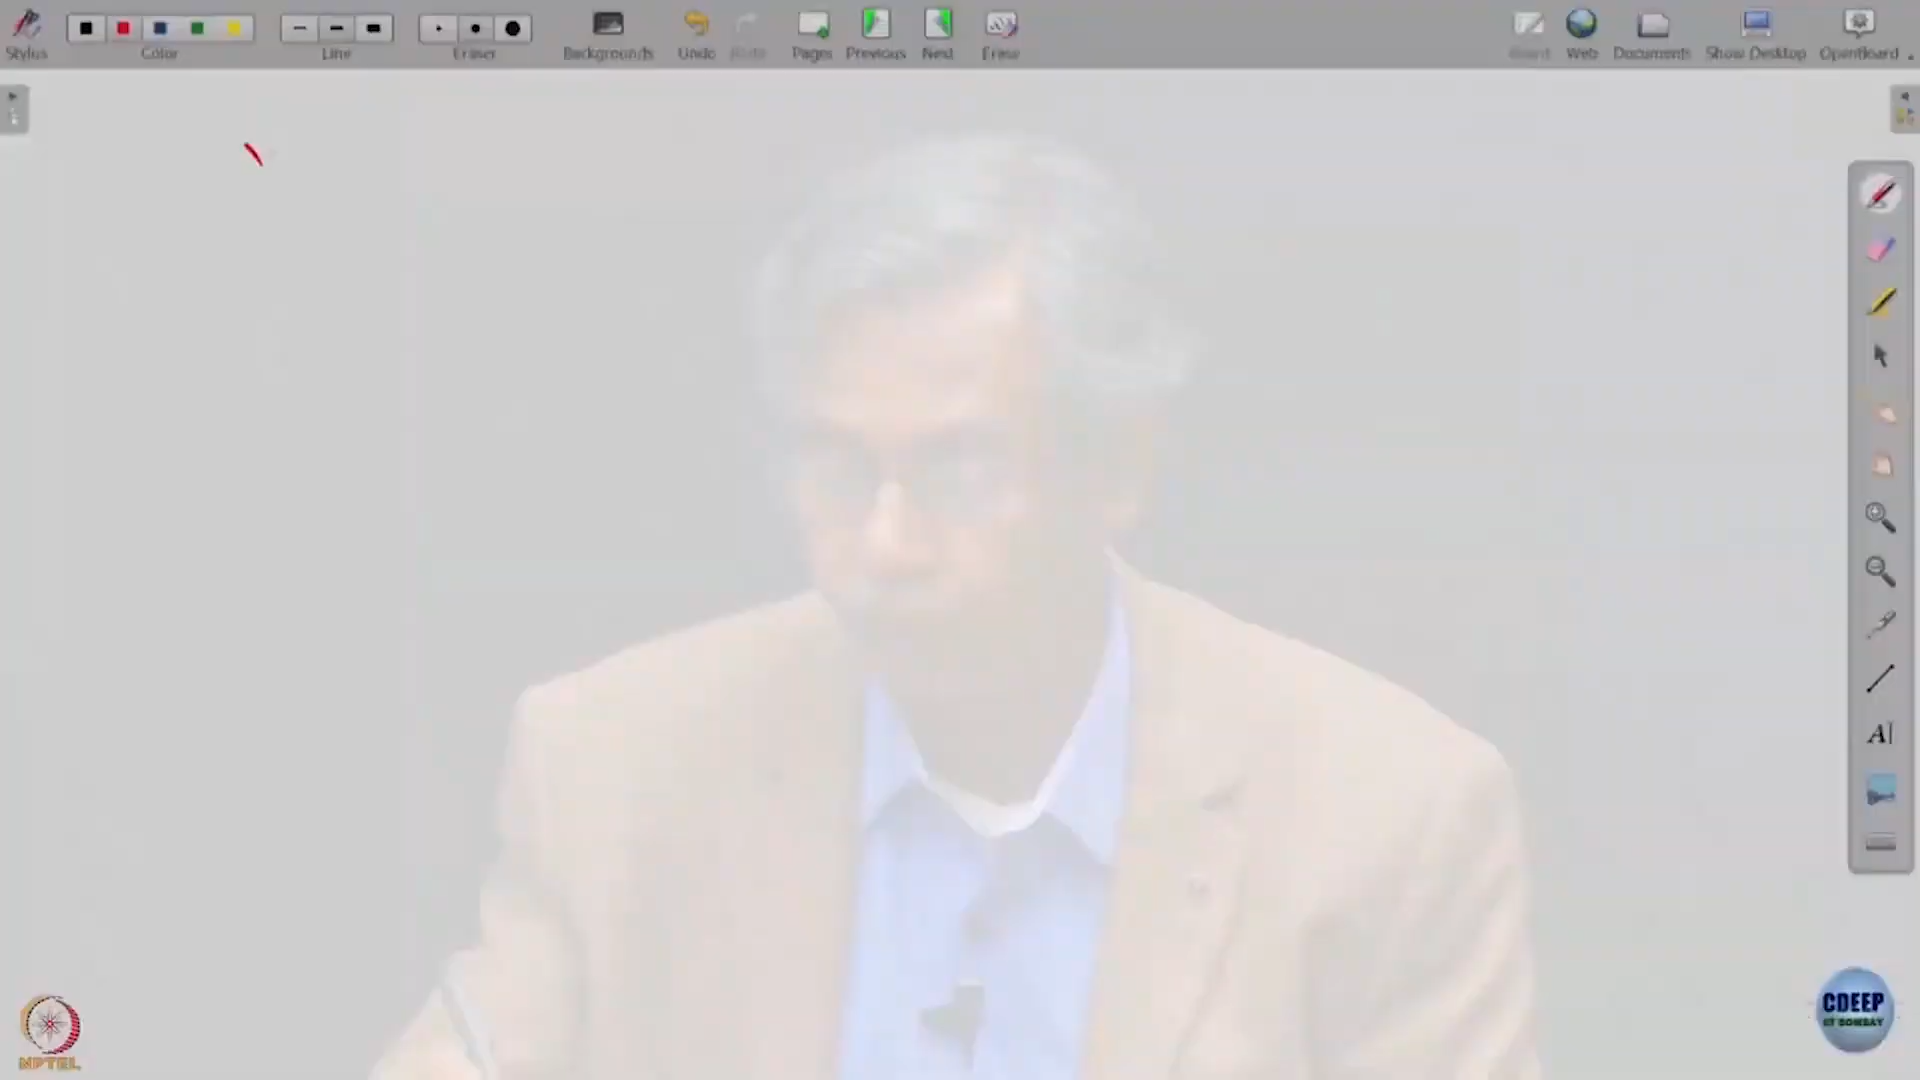 Stylus
Color
Line
Eraser
Backgrounds
Undo
Redo
Pages
Previous
Next
Erase
Board
Web
Documents
Show Desktop
OpenBoard
A
NPTEL
CDEEP
IIT BOMBAY